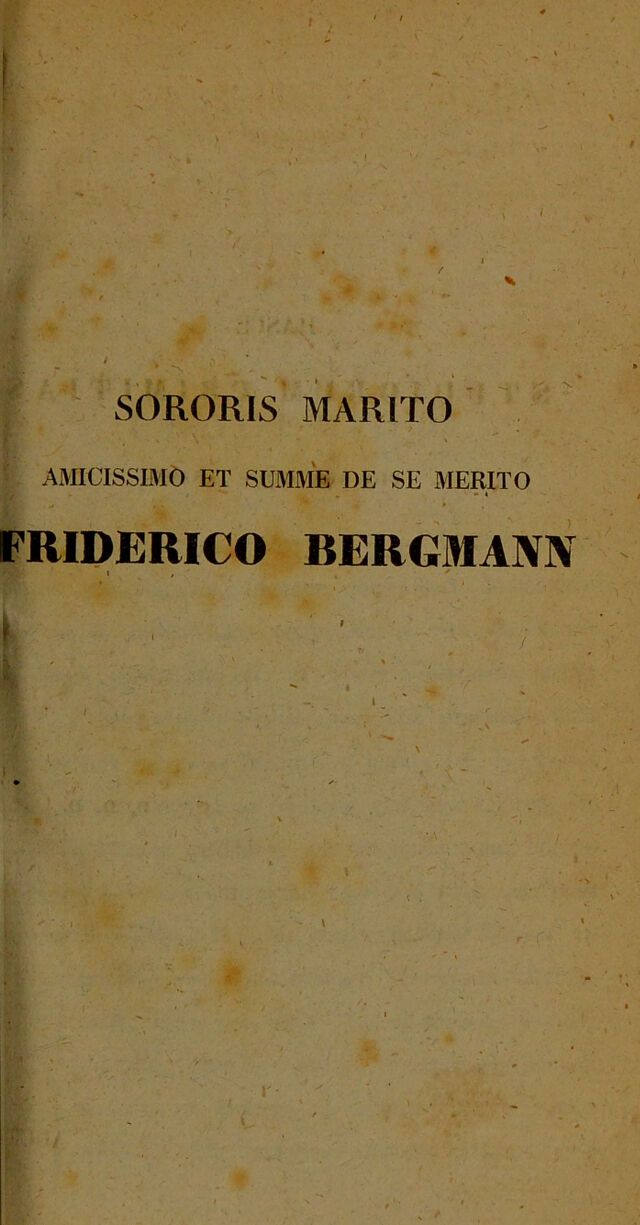 SORORIS MARITO
AMICISSIMO ET SUMME DE SE MERITO
FRIDERICO BERGMANN